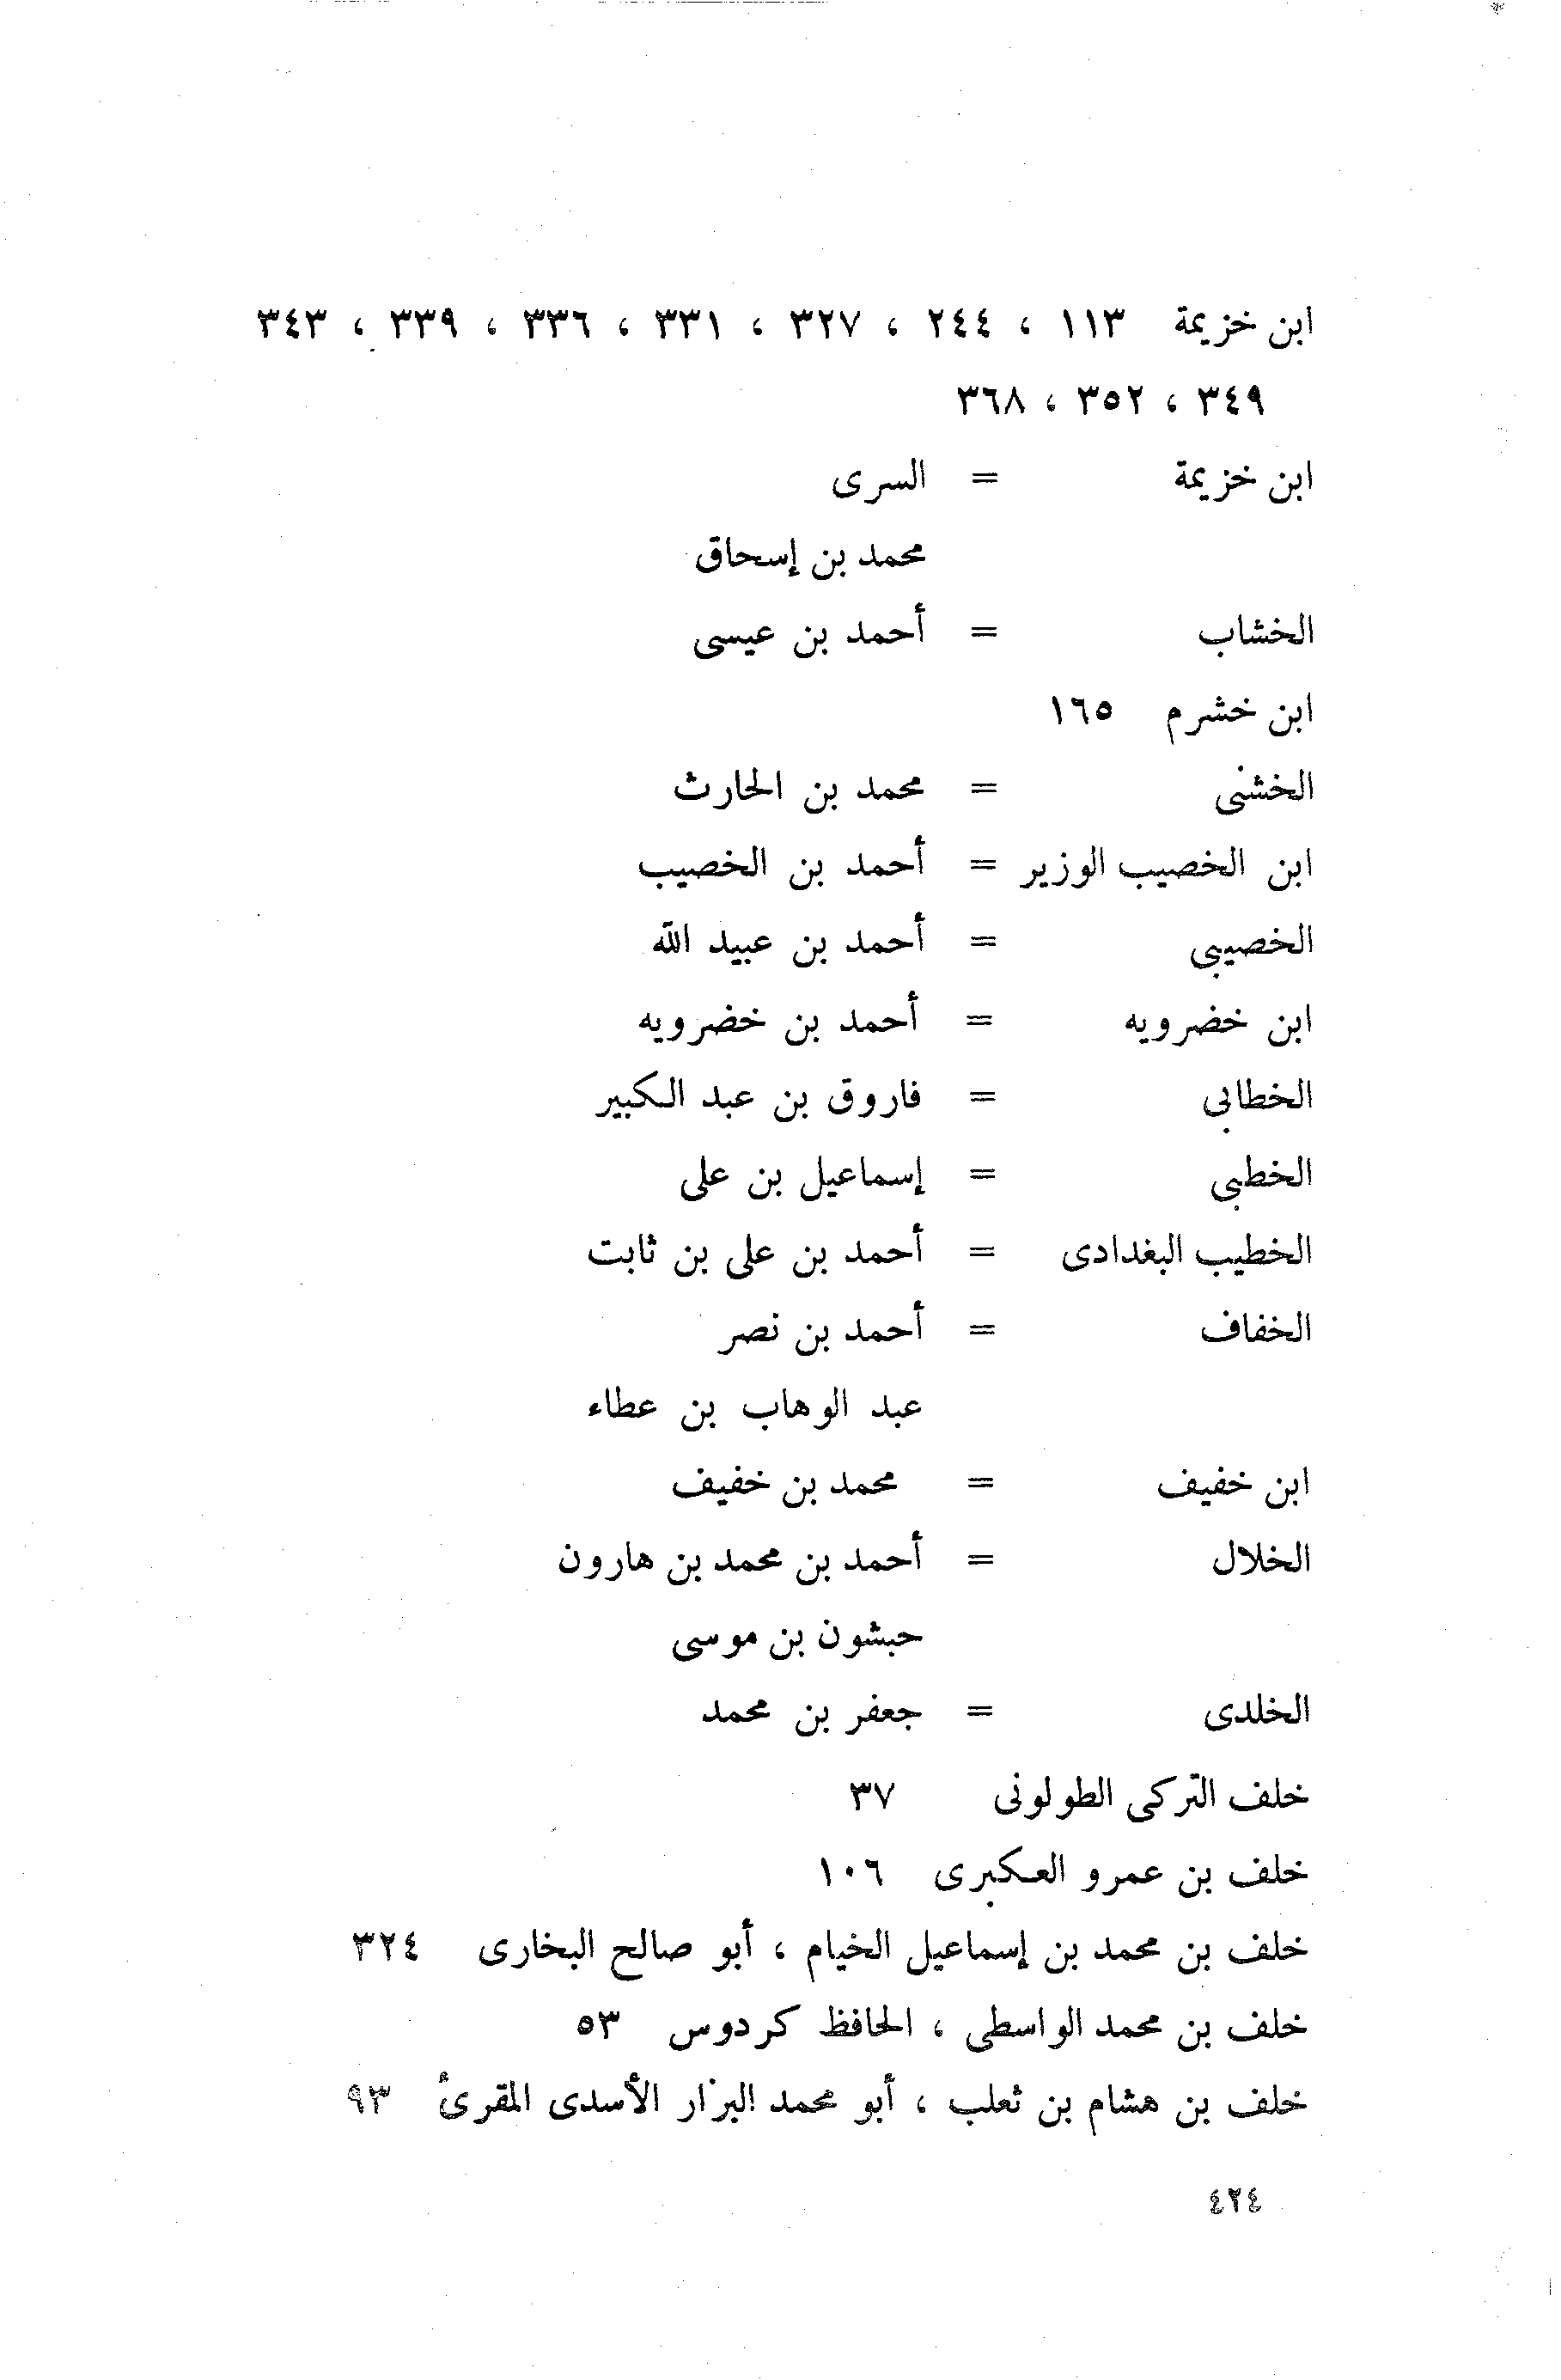 ابن خزيمة ١١٣ ، ٢٤٤ ، ٣٢٧ ، ٣٣١ ، ٣٣٦ ، ٣٣٩ ، ٣٤٣
٣٤٩ ، ٣٥٢ ، ٣٦٨
ابن خزيمة = السرى
محمد بن إسحاق
الخشاب = أحمد بن عيسى
ابن خشرم ١٦٥
الخشنى = محمد بن الحارث
ابن الخصيب الوزير = أحمد بن الخصيب
الخصيبى = أحمد بن عبيد الله
ابن خضرويه = أحمد بن خضرويه
الخطابى = فاروق بن عبد الكبير
الخطبى = إسماعيل بن على
الخطيب البغدادى = أحمد بن على بن ثابت
الخفاف = أحمد بن نصر
عبد الوهاب بن عطاء
ابن خفيف = محمد بن خفيف
الخلال = أحمد بن محمد بن هارون
حبشون بن موسى
الخلدى = جعفر بن محمد
خلف التركى الطولونى ٣٧
خلف بن عمرو العكبرى ١٠٦
خلف بن محمد بن إسماعيل الخيام ، أبو صالح البخارى ٣٢٤
خلف بن محمد الواسطى ، الحافظ كردوس ٥٣
خلف بن هشام بن ثعلب ، أبو محمد البزار الأسدى المقرئ ٩٣
٤٢٤